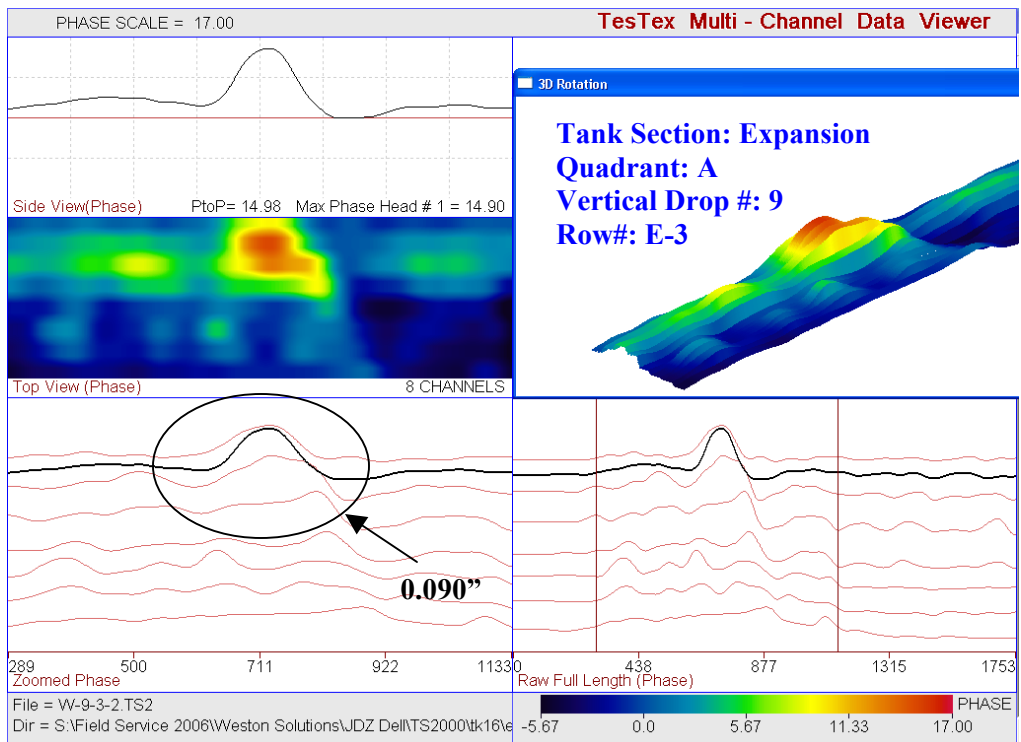 PHASE SCALE = 17.00
TesTex Multi - Channel Data Viewer
3D Rotation
Tank Section: Expansion
Quadrant: A
Vertical Drop #: 9
Row#: E-3
Side View(Phase) PtoP= 14.98 Max Phase Head # 1 = 14.90
Top View (Phase) 8 CHANNELS
0.090”
289 500 711 922 1133
Zoomed Phase
0 438 877 1315 1753
Raw Full Length (Phase)
File = W-9-3-2.TS2
Dir = S:\Field Service 2006\Weston Solutions\JDZ Dell\TS2000\tk16\e
PHASE
-5.67 0.0 5.67 11.33 17.00